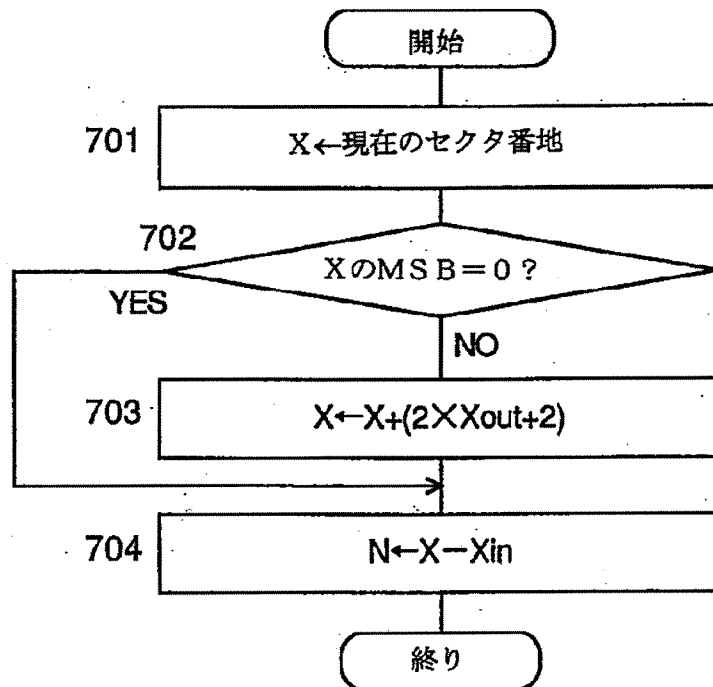 開始
701
X←現在のセクタ番地
702
XのMSB=0?
YES
NO
703
X←X+(2×Xout+2)
704
N←X−Xin
終り